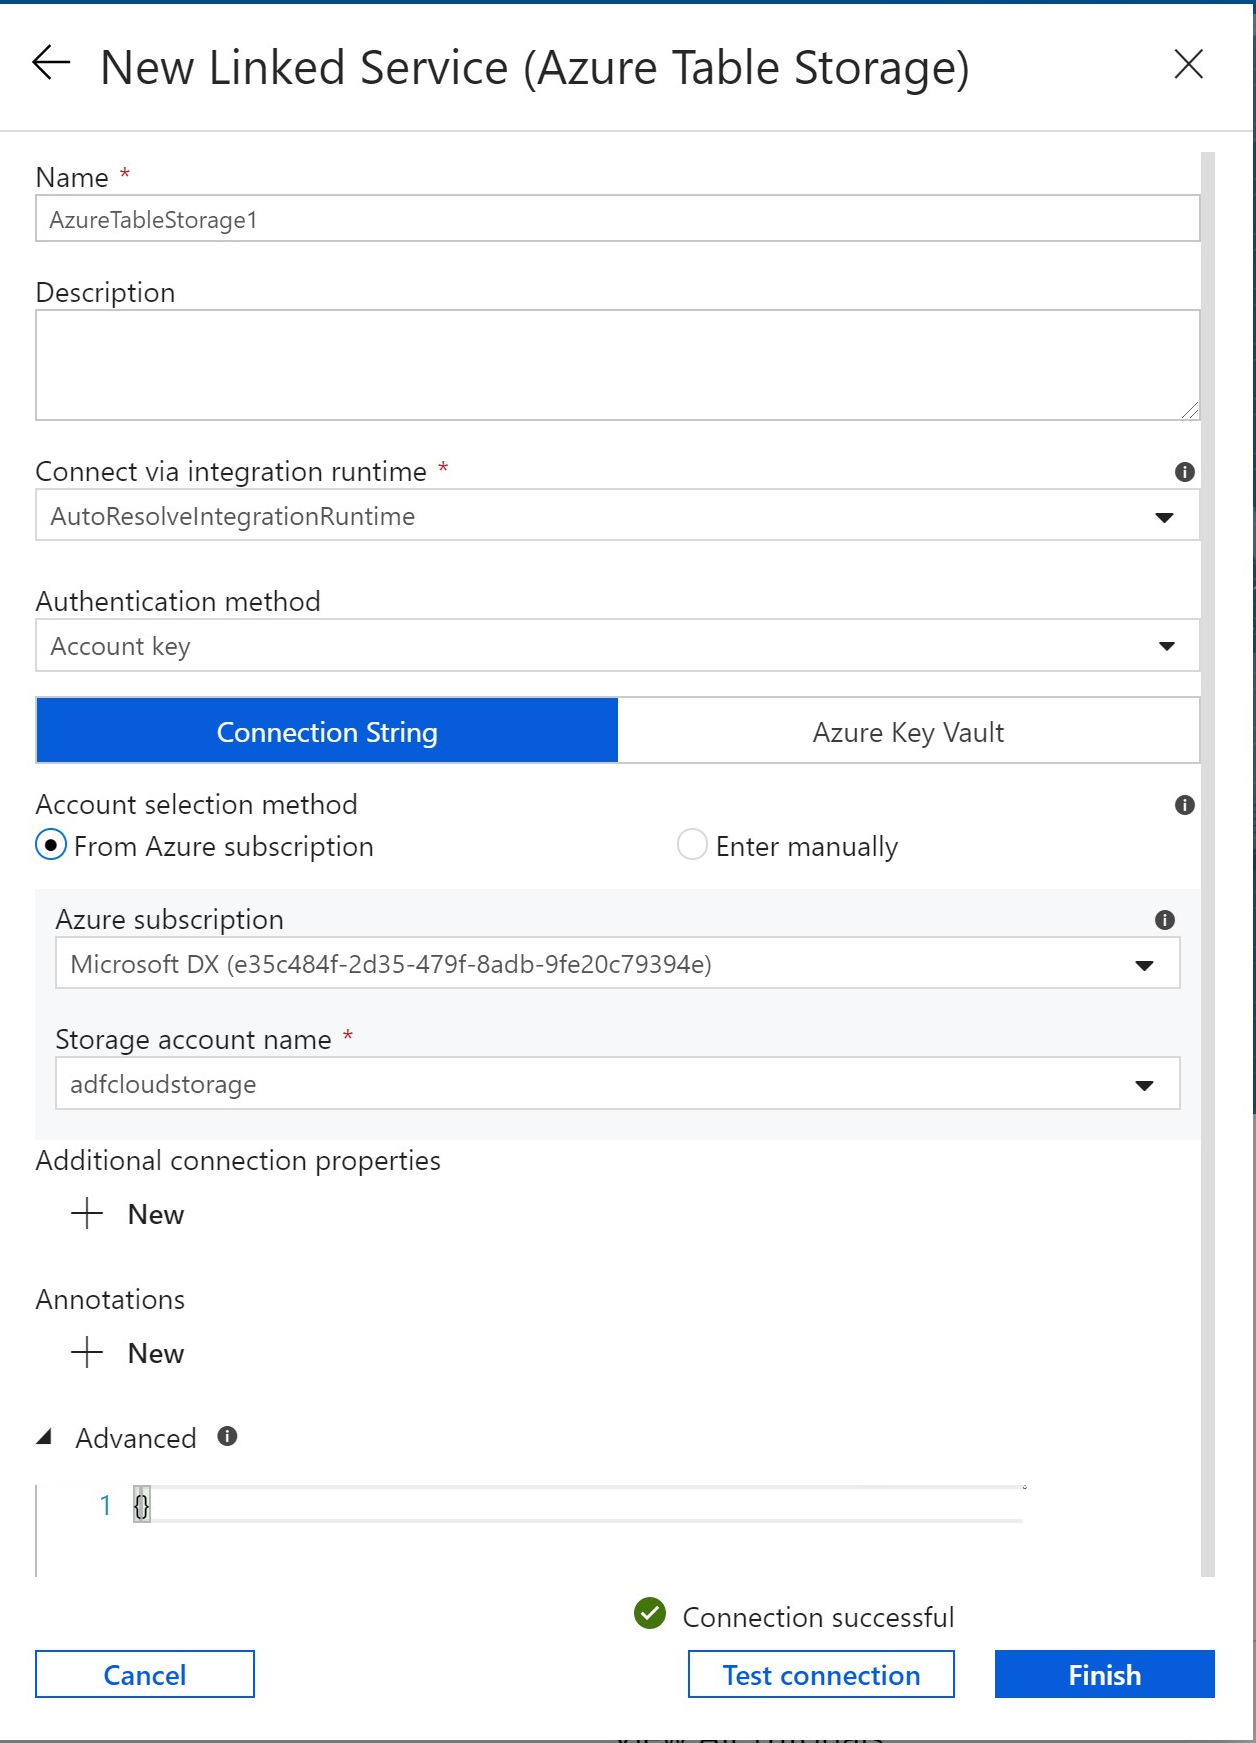 New Linked Service (Azure Table Storage)
Name *
AzureTableStorage1
Description
Connect via integration runtime *
AutoResolveIntegrationRuntime
Authentication method
Account key
Connection String
Azure Key Vault
Account selection method
From Azure subscription
Enter manually
Azure subscription
Microsoft DX (e35c484f-2d35-479f-8adb-9fe20c79394e)
Storage account name *
adfcloudstorage
Additional connection properties
New
Annotations
New
Advanced
1 {}
Connection successful
Cancel
Test connection
Finish